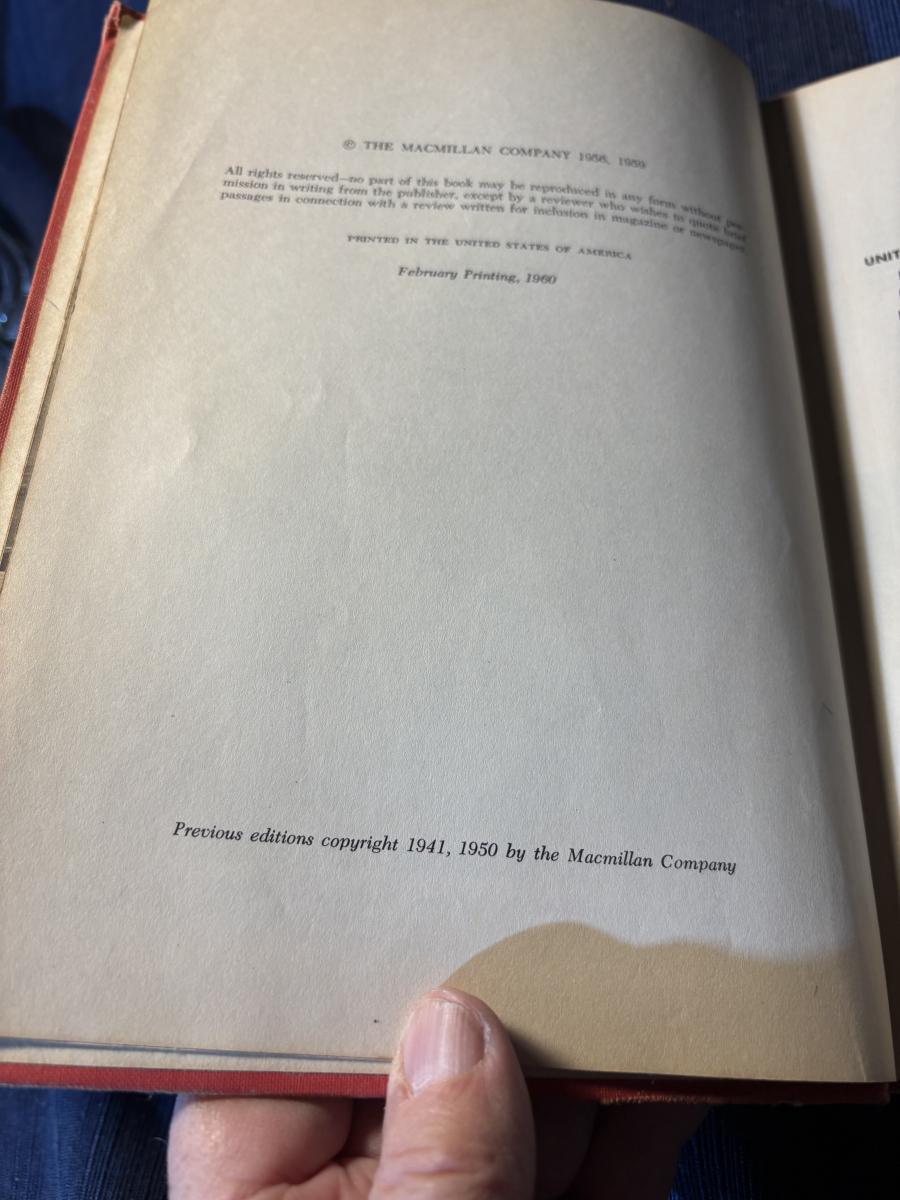 © THE MACMILLAN COMPANY 1956, 1959
All rights reserved—no part of this book may be reproduced in any form without per-
mission in writing from the publisher, except by a reviewer who wishes to quote brief
passages in connection with a review written for inclusion in magazine or newspaper.
PRINTED IN THE UNITED STATES OF AMERICA
February Printing, 1960
Previous editions copyright 1941, 1950 by the Macmillan Company
UNIT